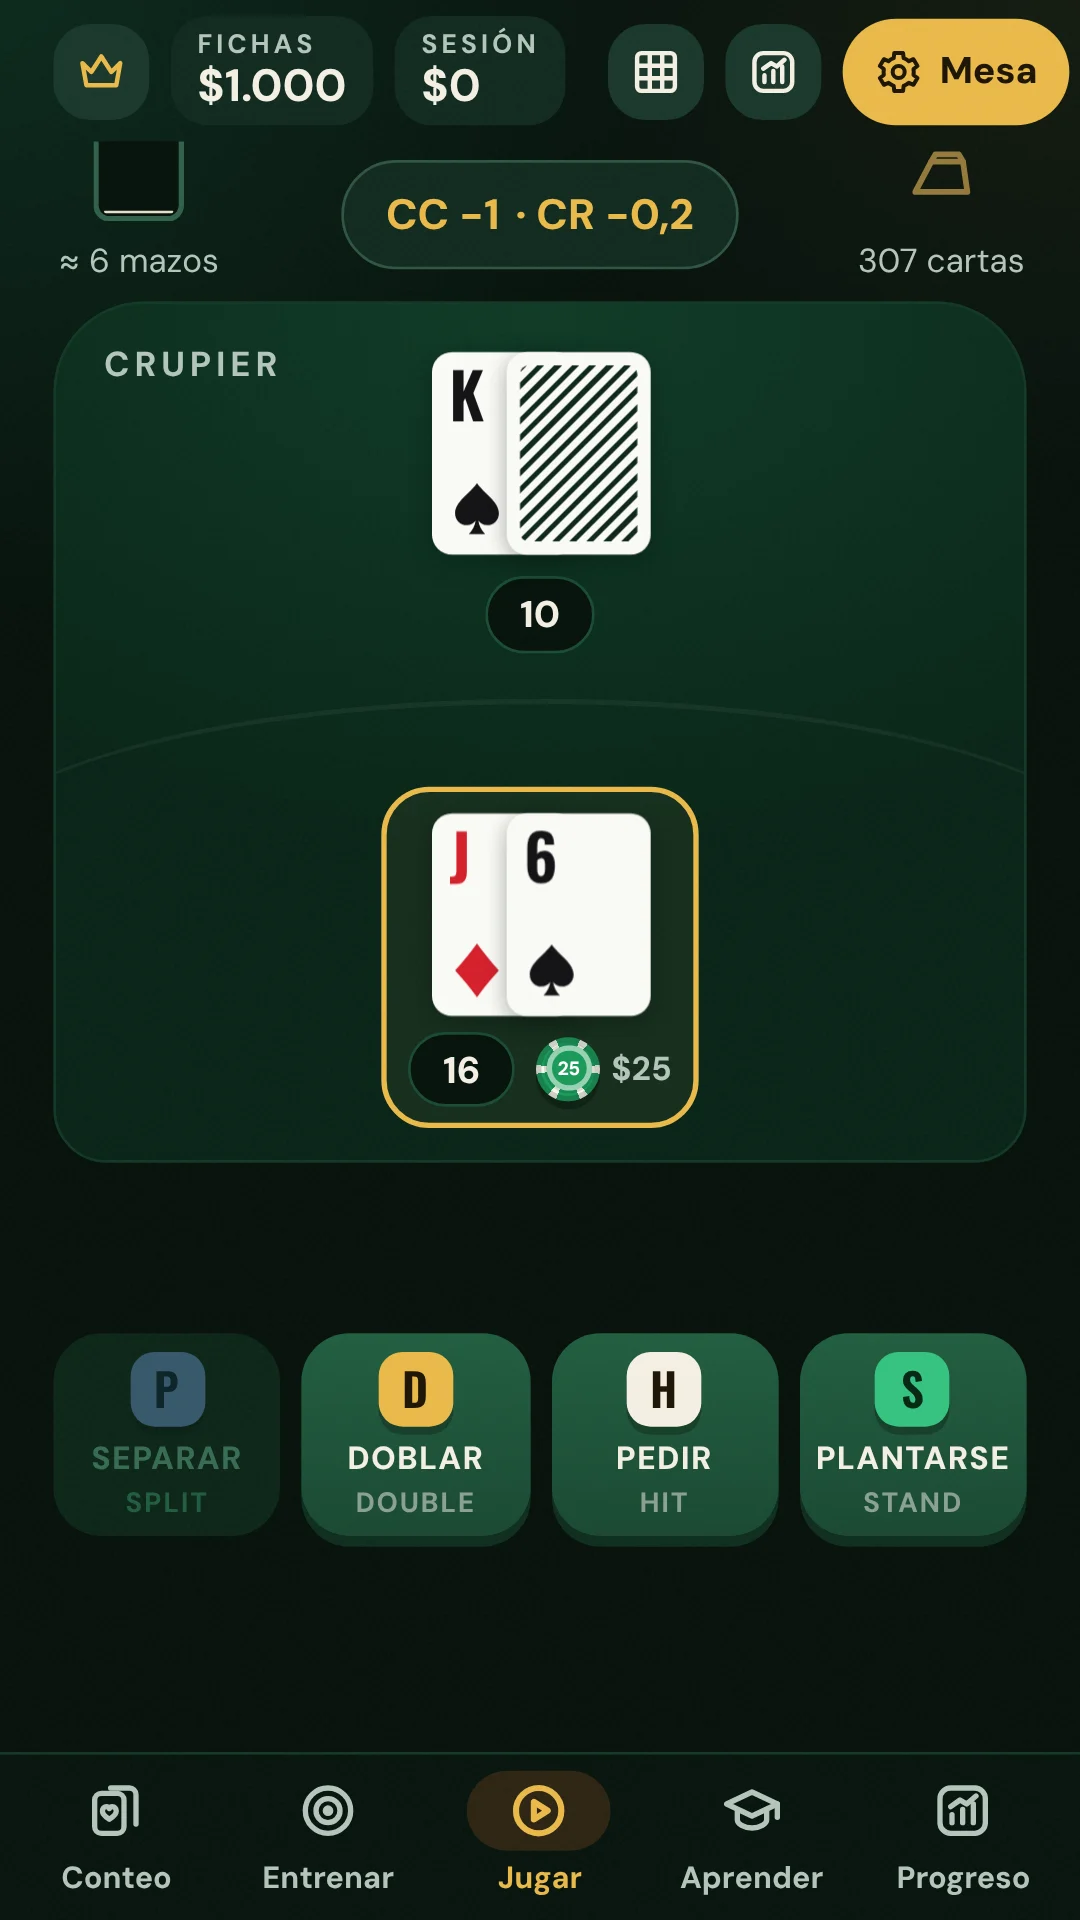 FICHAS
$1.000
SESIÓN
$0
Mesa
≈ 6 mazos
CC −1 · CR −0,2
307 cartas
CRUPIER
K
10
J
6
16
25
$25
P
SEPARAR
SPLIT
D
DOBLAR
DOUBLE
H
PEDIR
HIT
S
PLANTARSE
STAND
Conteo
Entrenar
Jugar
Aprender
Progreso